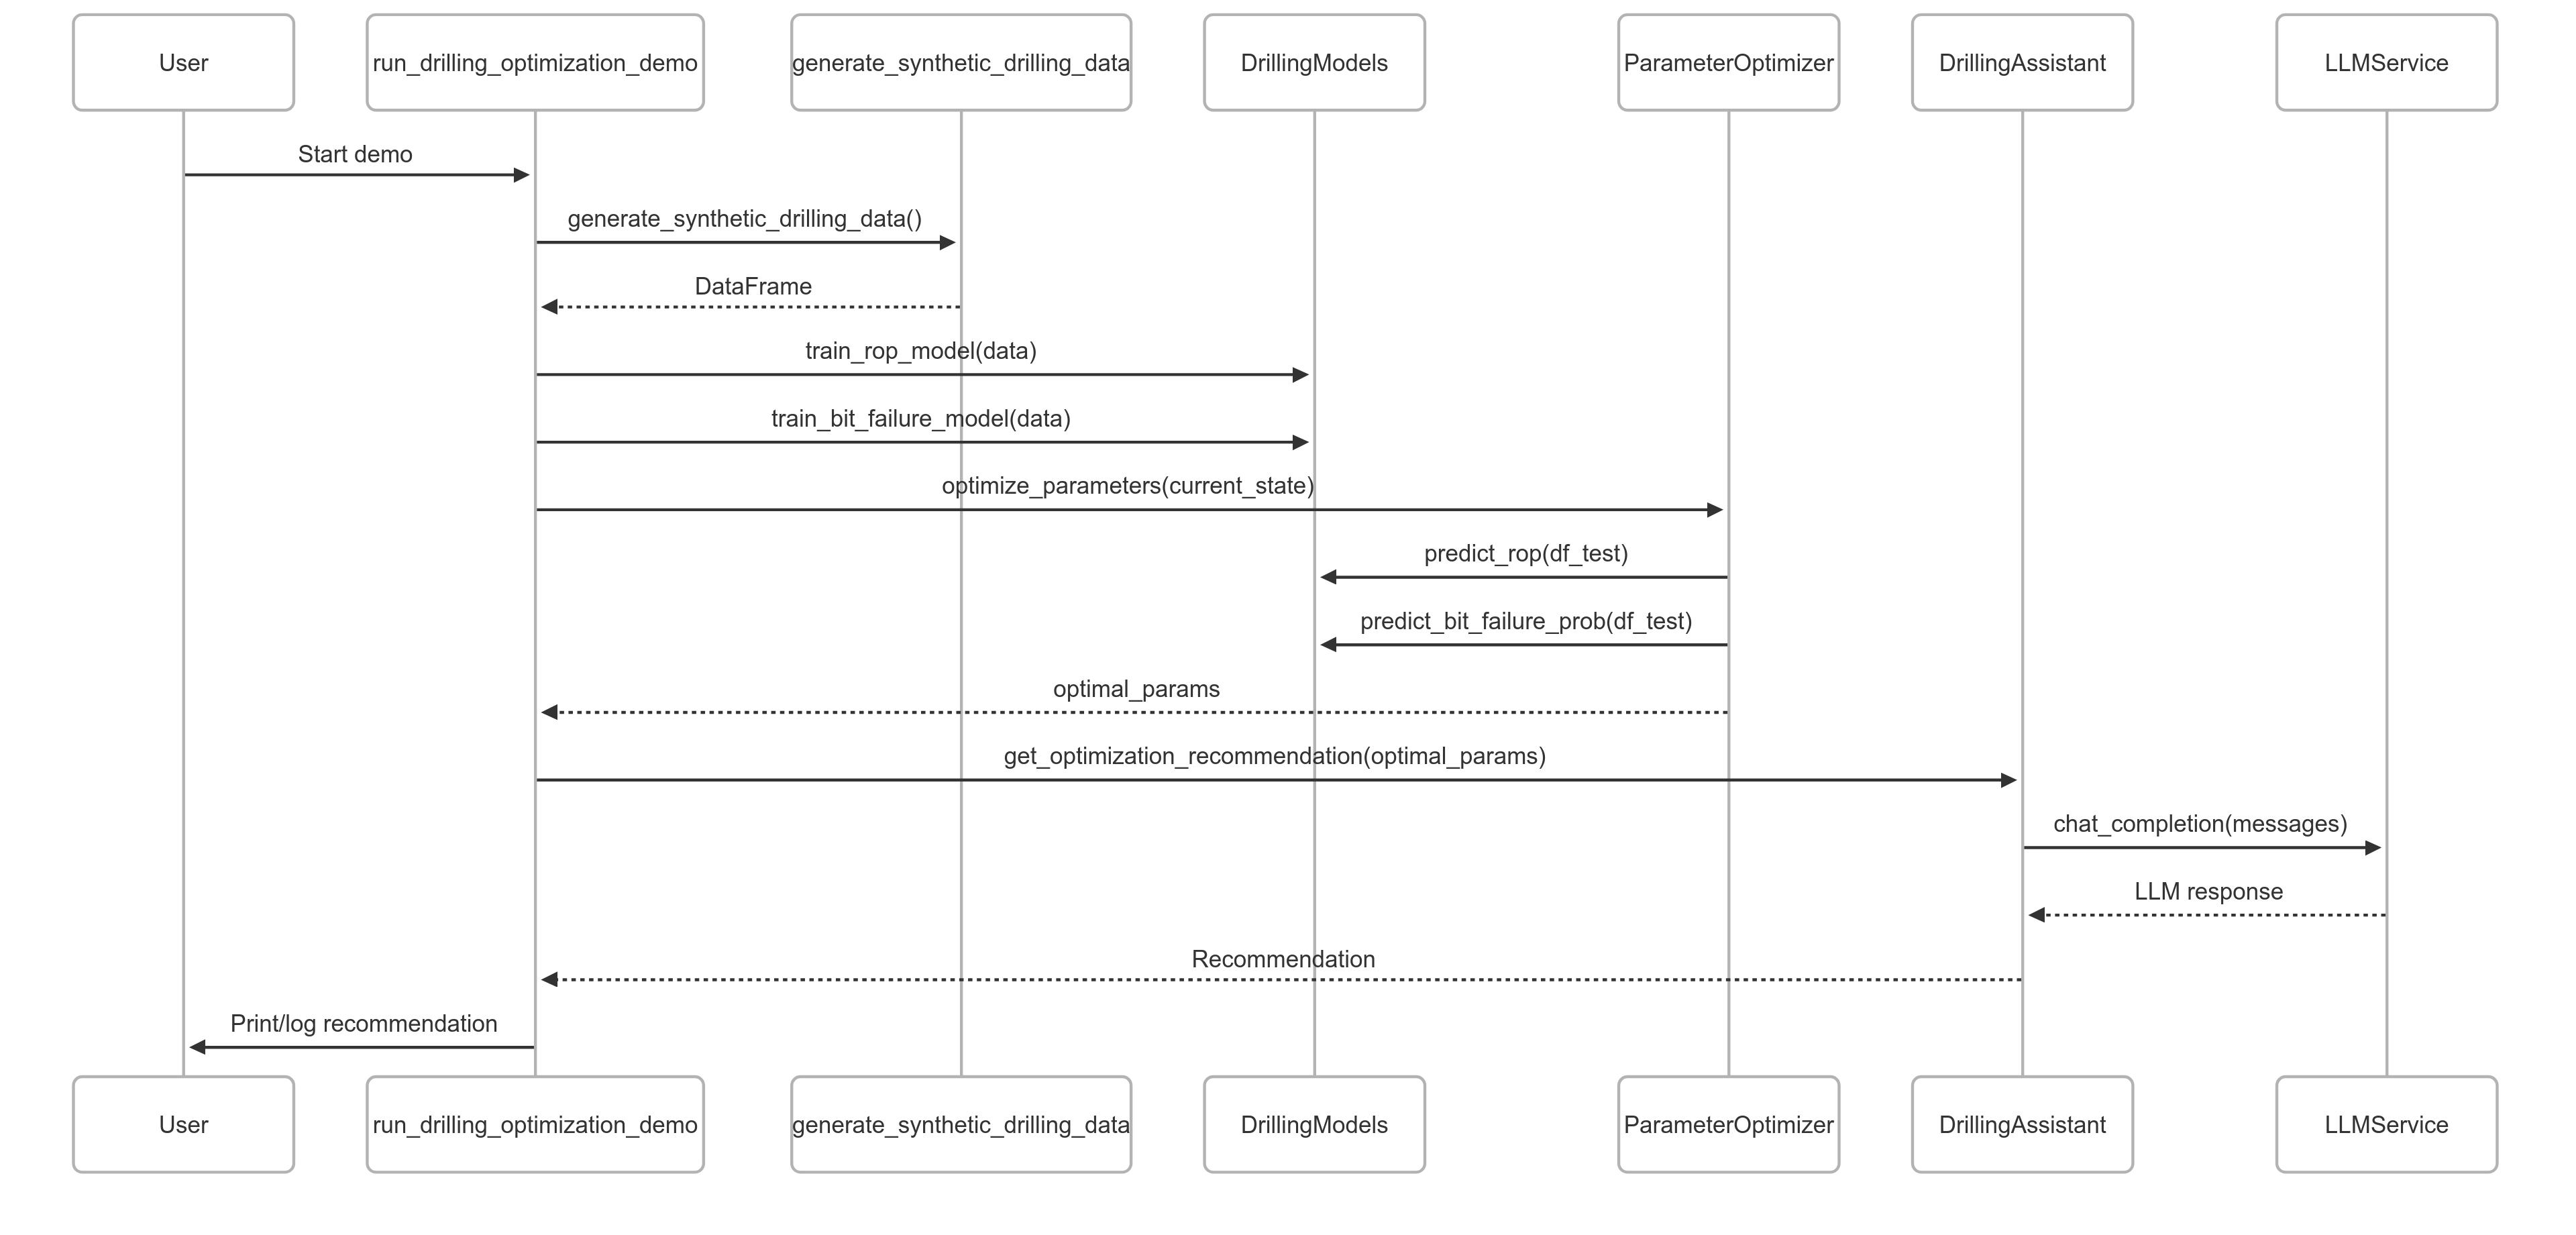 User
run_drilling_optimization_demo
generate_synthetic_drilling_data
DrillingModels
ParameterOptimizer
DrillingAssistant
LLMService
Start demo
generate_synthetic_drilling_data()
DataFrame
train_rop_model(data)
train_bit_failure_model(data)
optimize_parameters(current_state)
predict_rop(df_test)
predict_bit_failure_prob(df_test)
optimal_params
get_optimization_recommendation(optimal_params)
chat_completion(messages)
LLM response
Recommendation
Print/log recommendation
User
run_drilling_optimization_demo
generate_synthetic_drilling_data
DrillingModels
ParameterOptimizer
DrillingAssistant
LLMService